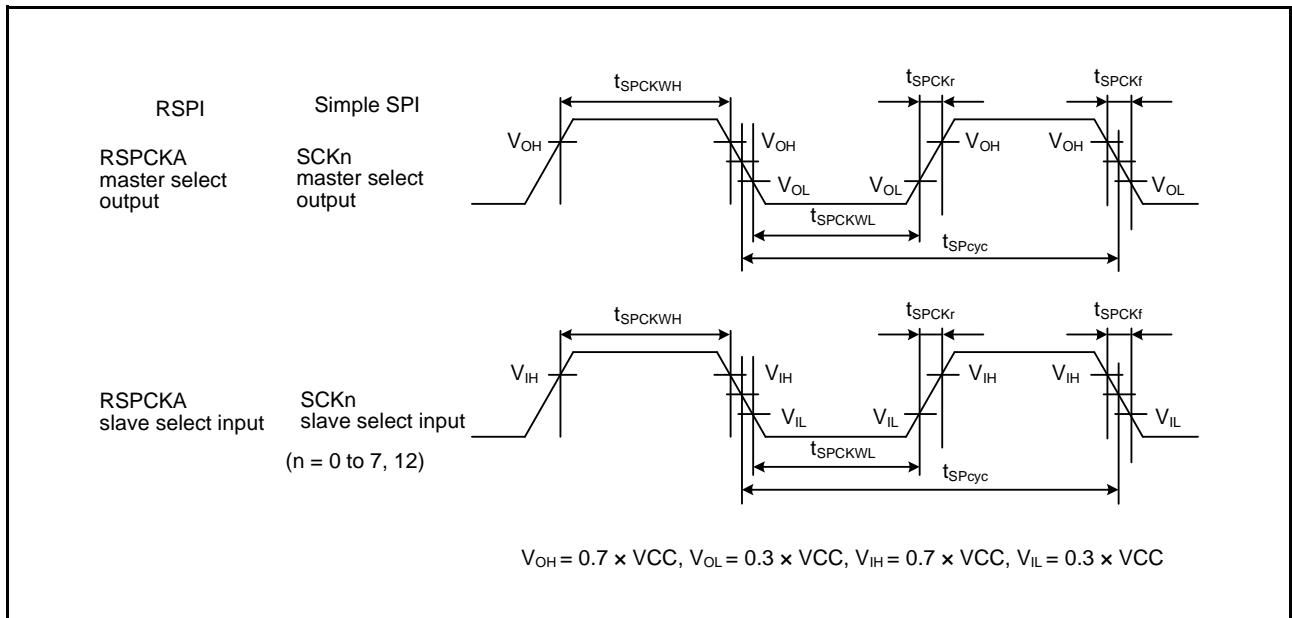 RSPI Simple SPI
tSPCKWH tSPCKr tSPCKf
RSPCKA
master select
output
SCKn
master select
output
VOH VOH VOH VOH
VOL VOL VOL
tSPCKWL
tSPcyc
tSPCKWH tSPCKr tSPCKf
RSPCKA
slave select input
SCKn
slave select input
(n = 0 to 7, 12)
VIH VIH VIH VIH
VIL VIL VIL
tSPCKWL
tSPcyc
VOH = 0.7 × VCC, VOL = 0.3 × VCC, VIH = 0.7 × VCC, VIL = 0.3 × VCC